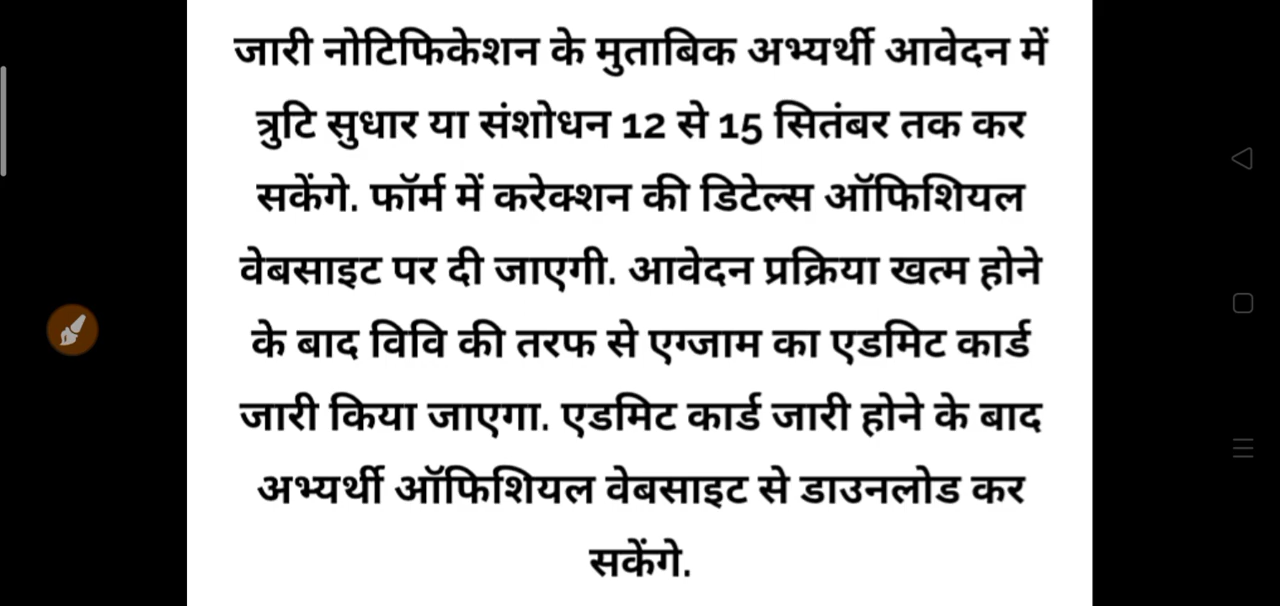 जारी नोटिफिकेशन के मुताबिक अभ्यर्थी आवेदन में
त्रुटि सुधार या संशोधन 12 से 15 सितंबर तक कर
सकेंगे. फॉर्म में करेक्शन की डिटेल्स ऑफिशियल
वेबसाइट पर दी जाएगी. आवेदन प्रक्रिया खत्म होने
के बाद विवि की तरफ से एग्जाम का एडमिट कार्ड
जारी किया जाएगा. एडमिट कार्ड जारी होने के बाद
अभ्यर्थी ऑफिशियल वेबसाइट से डाउनलोड कर
सकेंगे.